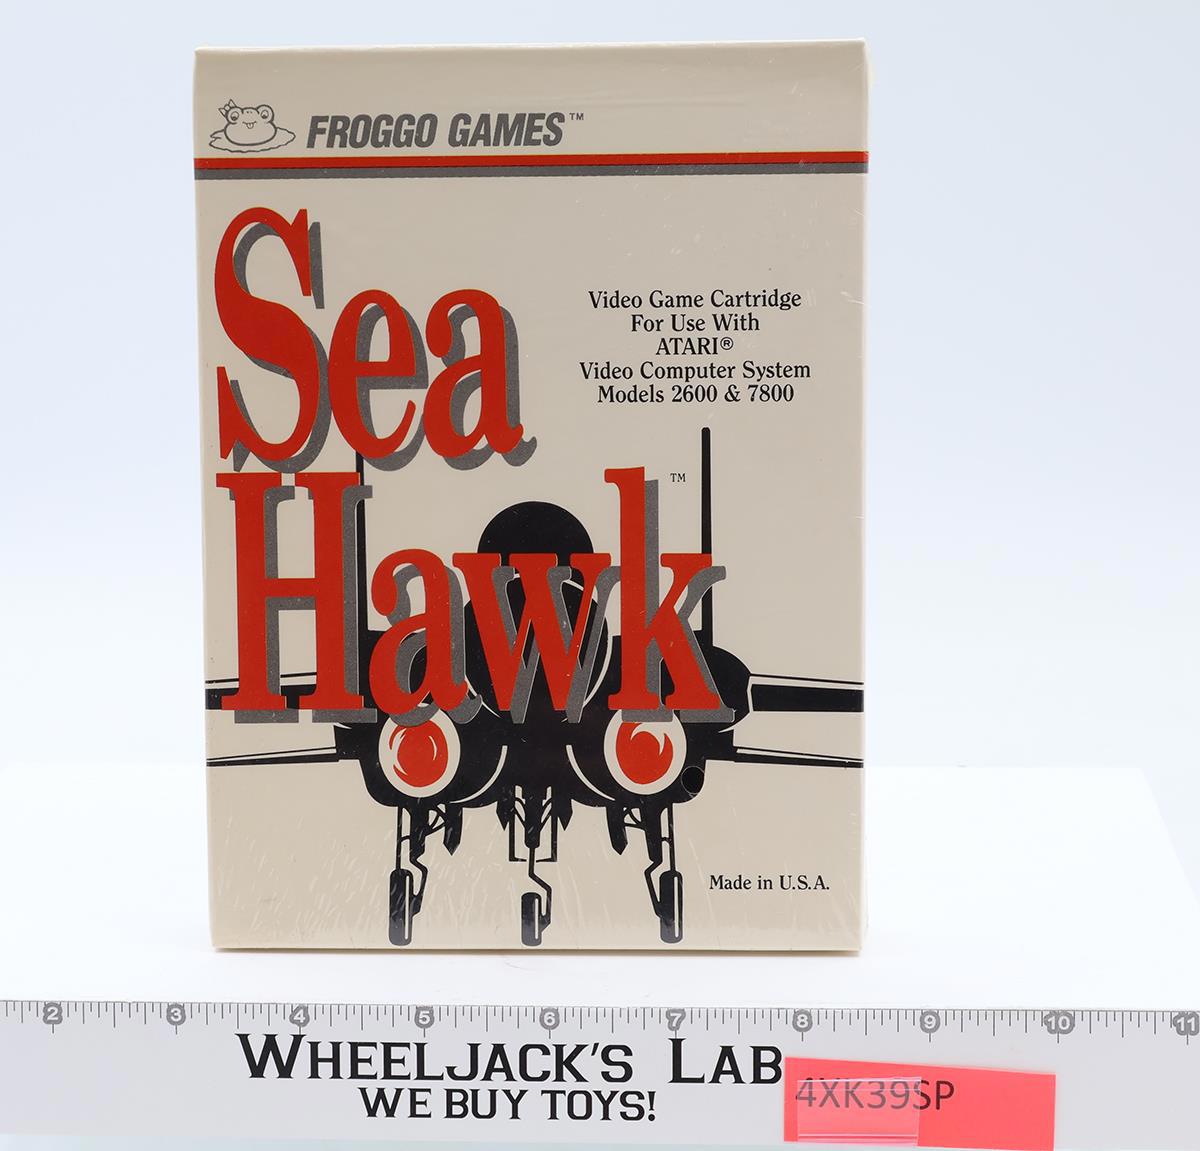 FROGGO GAMES™
Sea
Hawk™
Video Game Cartridge
For Use With
ATARI®
Video Computer System
Models 2600 & 7800
Made in U.S.A.
2 3 4 5 6 7 8 9 10 11
WHEELJACK'S LAB
WE BUY TOYS!
4XK39SP